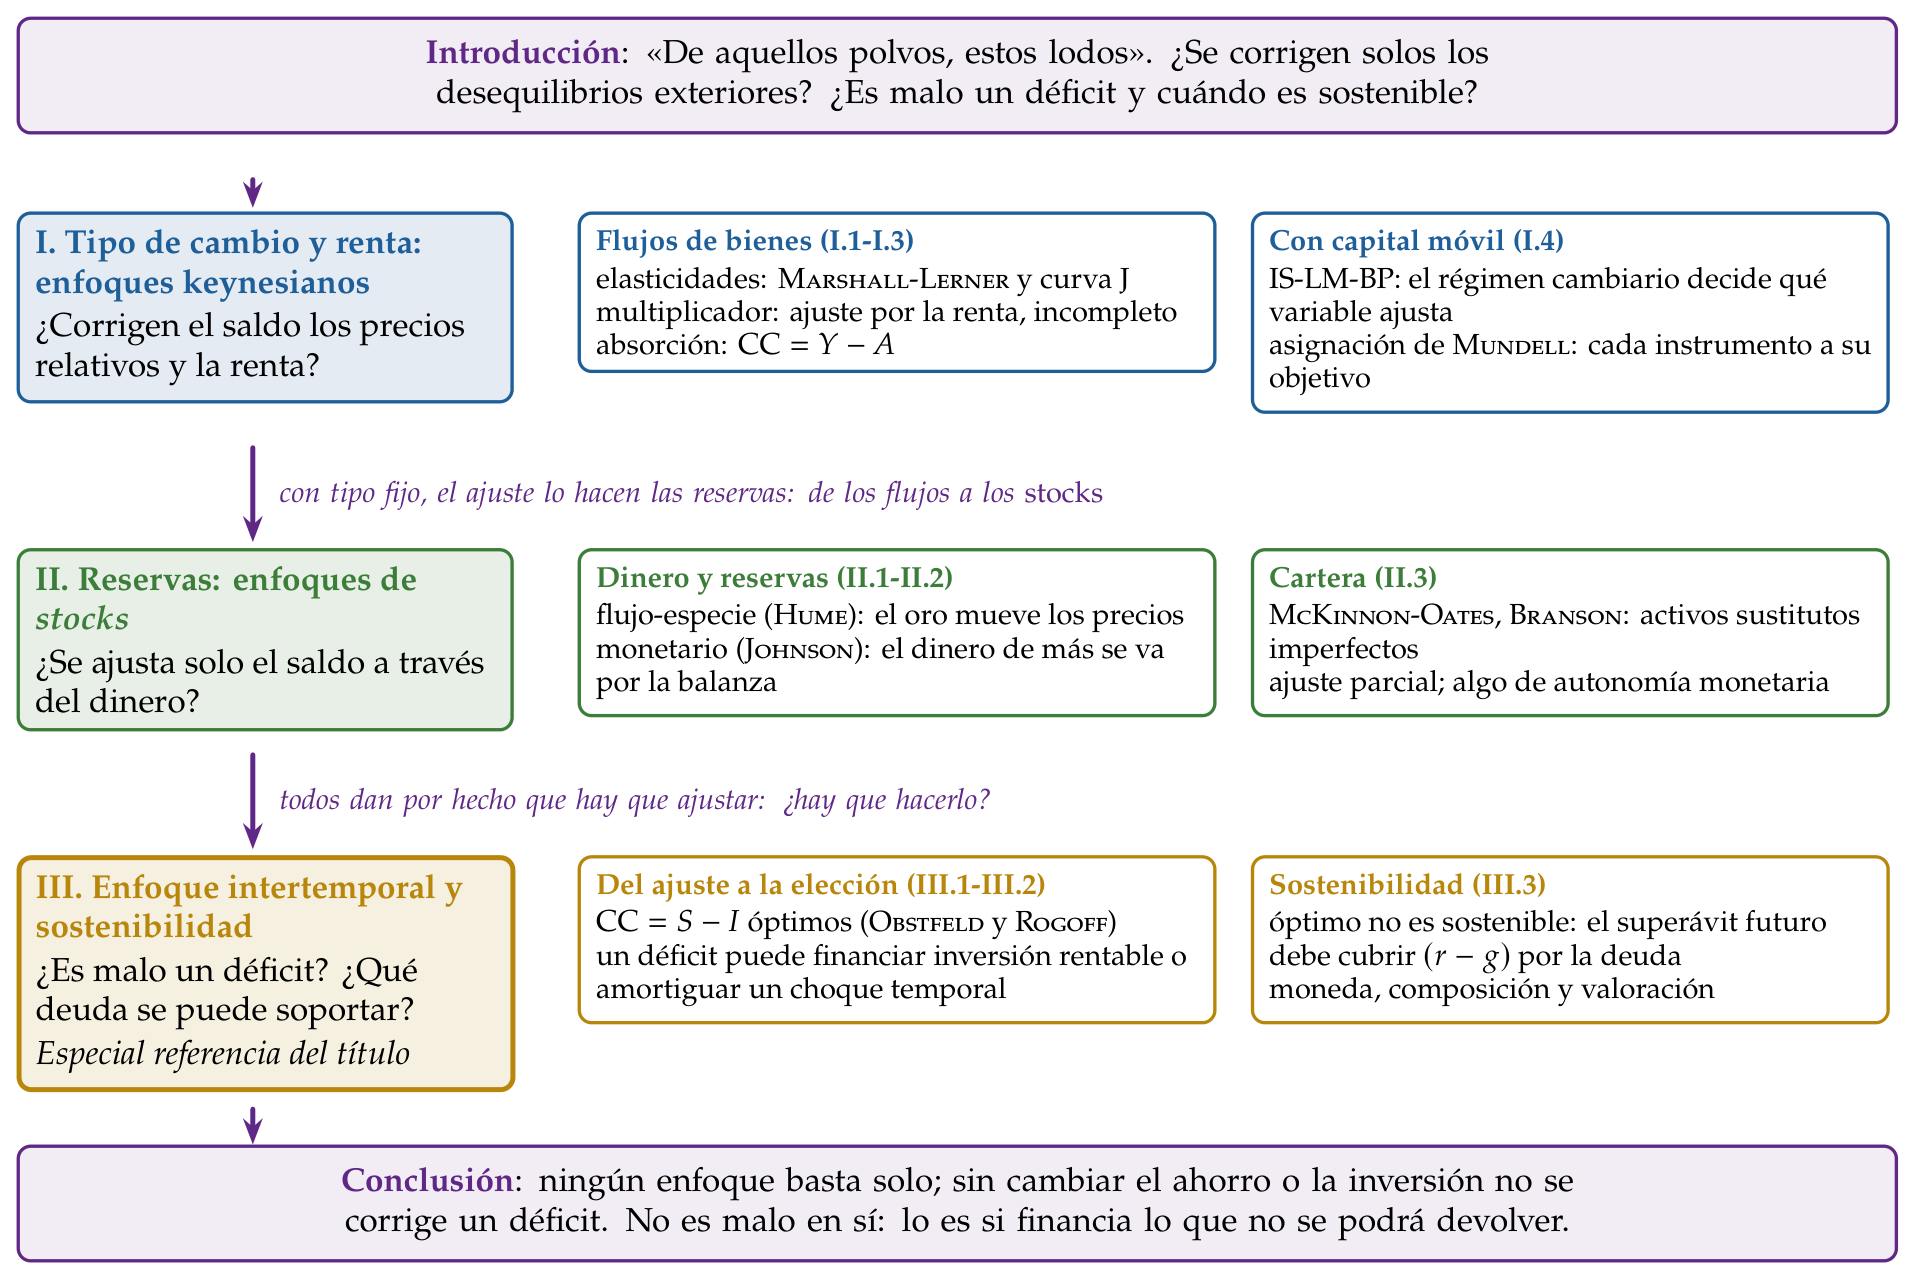 Introducción: «De aquellos polvos, estos lodos». ¿Se corrigen solos los
desequilibrios exteriores? ¿Es malo un déficit y cuándo es sostenible?
I. Tipo de cambio y renta:
enfoques keynesianos
¿Corrigen el saldo los precios
relativos y la renta?
Flujos de bienes (I.1-I.3)
elasticidades: Marshall-Lerner y curva J
multiplicador: ajuste por la renta, incompleto
absorción: CC = Y − A
Con capital móvil (I.4)
IS-LM-BP: el régimen cambiario decide qué
variable ajusta
asignación de Mundell: cada instrumento a su
objetivo
con tipo fijo, el ajuste lo hacen las reservas: de los flujos a los stocks
II. Reservas: enfoques de
stocks
¿Se ajusta solo el saldo a través
del dinero?
Dinero y reservas (II.1-II.2)
flujo-especie (Hume): el oro mueve los precios
monetario (Johnson): el dinero de más se va
por la balanza
Cartera (II.3)
McKinnon-Oates, Branson: activos sustitutos
imperfectos
ajuste parcial; algo de autonomía monetaria
todos dan por hecho que hay que ajustar: ¿hay que hacerlo?
III. Enfoque intertemporal y
sostenibilidad
¿Es malo un déficit? ¿Qué
deuda se puede soportar?
Especial referencia del título
Del ajuste a la elección (III.1-III.2)
CC = S − I óptimos (Obstfeld y Rogoff)
un déficit puede financiar inversión rentable o
amortiguar un choque temporal
Sostenibilidad (III.3)
óptimo no es sostenible: el superávit futuro
debe cubrir (r − g) por la deuda
moneda, composición y valoración
Conclusión: ningún enfoque basta solo; sin cambiar el ahorro o la inversión no se
corrige un déficit. No es malo en sí: lo es si financia lo que no se podrá devolver.